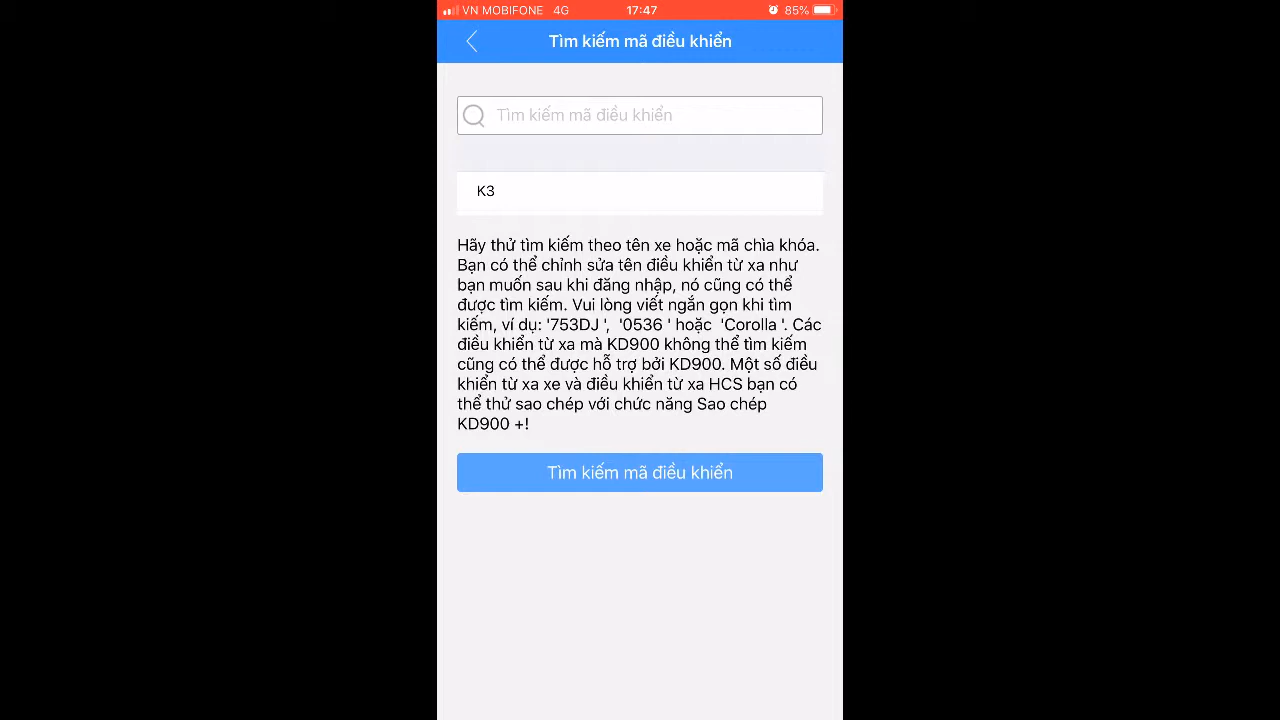 VN MOBIFONE 4G 17:47 85%
Tìm kiếm mã điều khiển
Tìm kiếm mã điều khiển
K3
Hãy thử tìm kiếm theo tên xe hoặc mã chìa khóa.
Bạn có thể chỉnh sửa tên điều khiển từ xa như
bạn muốn sau khi đăng nhập, nó cũng có thể
được tìm kiếm. Vui lòng viết ngắn gọn khi tìm
kiếm, ví dụ: '753DJ ', '0536 ' hoặc 'Corolla '. Các
điều khiển từ xa mà KD900 không thể tìm kiếm
cũng có thể được hỗ trợ bởi KD900. Một số điều
khiển từ xa xe và điều khiển từ xa HCS bạn có
thể thử sao chép với chức năng Sao chép
KD900 +!
Tìm kiếm mã điều khiển